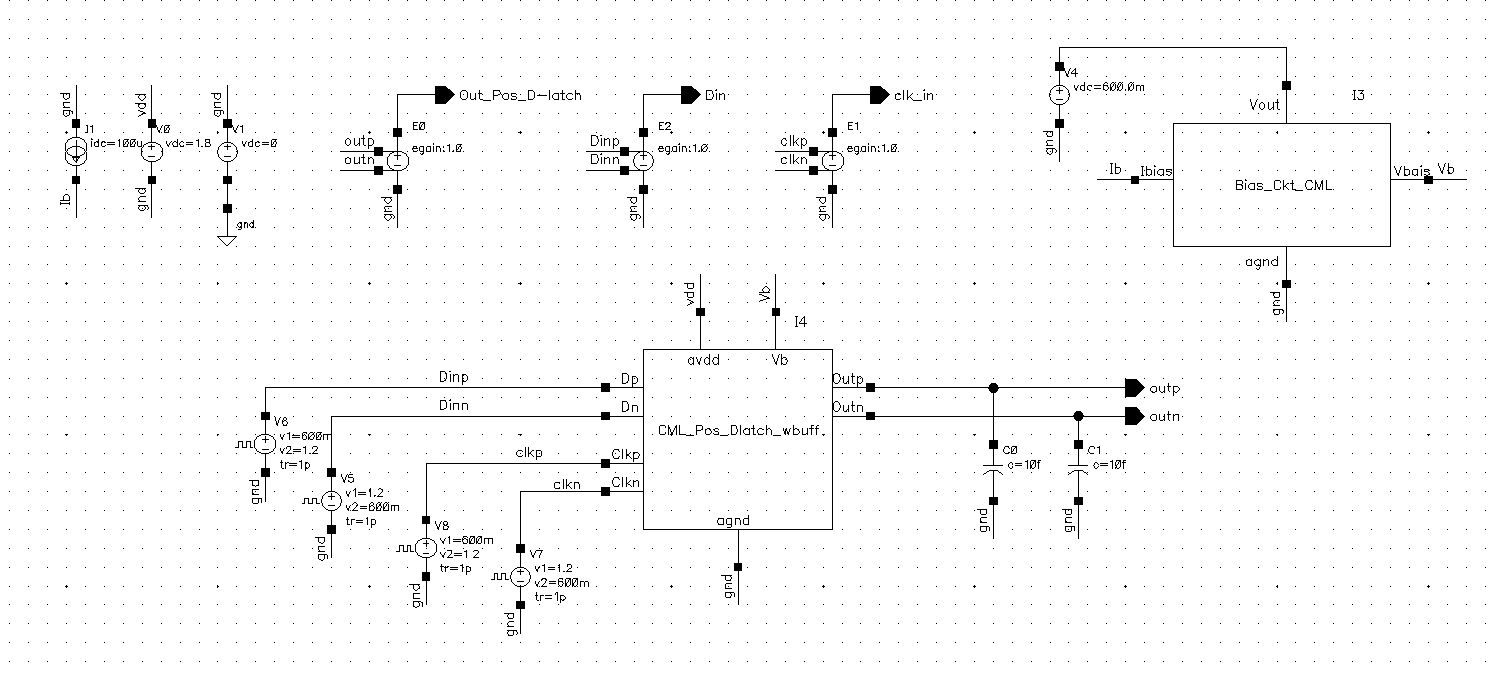 gnd
J1
idc=100u
Ib
vdd
V0
vdc=1.8
gnd
gnd
V1
vdc=0
gnd
Out_Pos_D-latch
E0
egain:1.0
outp
outn
gnd
Din
E2
egain:1.0
Dinp
Dinn
gnd
clk_in
E1
egain:1.0
clkp
clkn
gnd
V4
vdc=600.0m
gnd
Vout
I3
Ib
Ibias
Bias_Ckt_CML
Vbais
Vb
agnd
gnd
vdd
Vb
I4
avdd
Vb
Dinp
Dp
Outp
outp
Dinn
Dn
Outn
outn
CML_Pos_Dlatch_wbuff
clkp
Clkp
clkn
Clkn
agnd
gnd
V6
v1=600m
v2=1.2
tr=1p
gnd
V5
v1=1.2
v2=600m
tr=1p
gnd
V8
v1=600m
v2=1.2
tr=1p
gnd
V7
v1=1.2
v2=600m
tr=1p
gnd
C0
c=10f
gnd
C1
c=10f
gnd